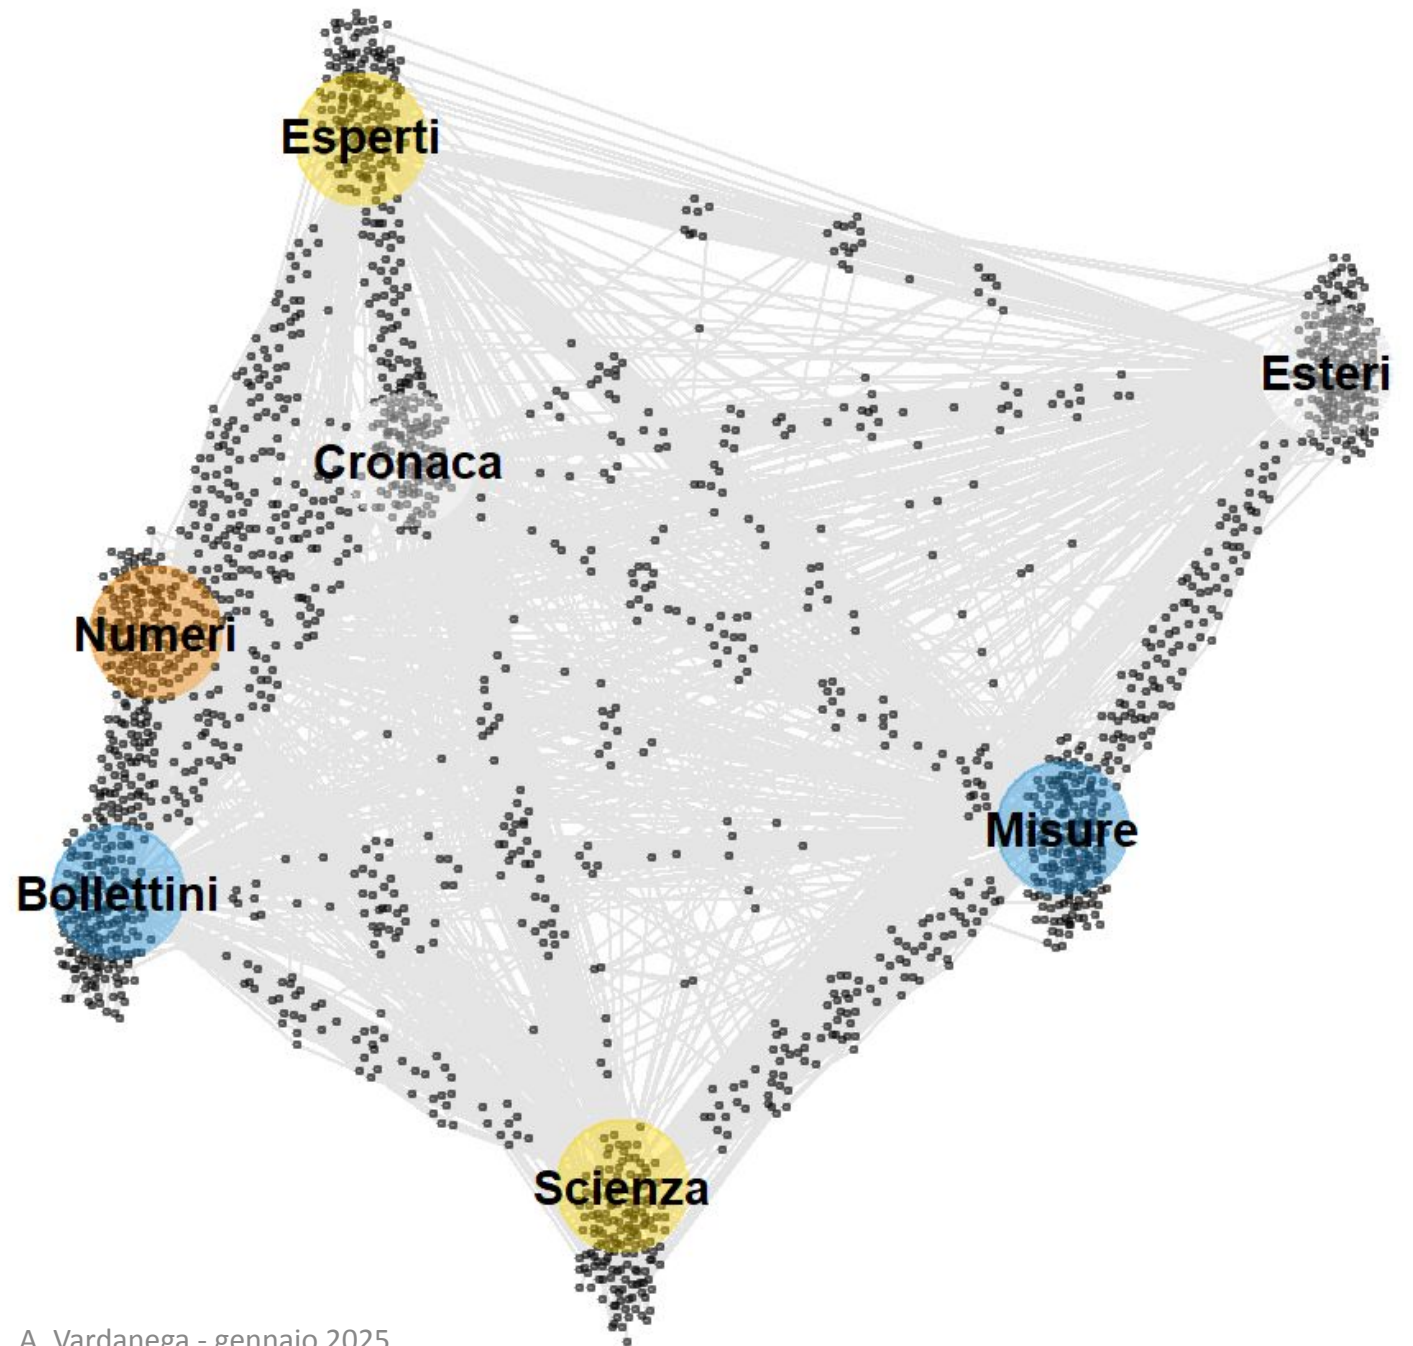 Esperti
Esteri
Cronaca
Numeri
Misure
Bollettini
Scienza
A. Vardanega - gennaio 2025